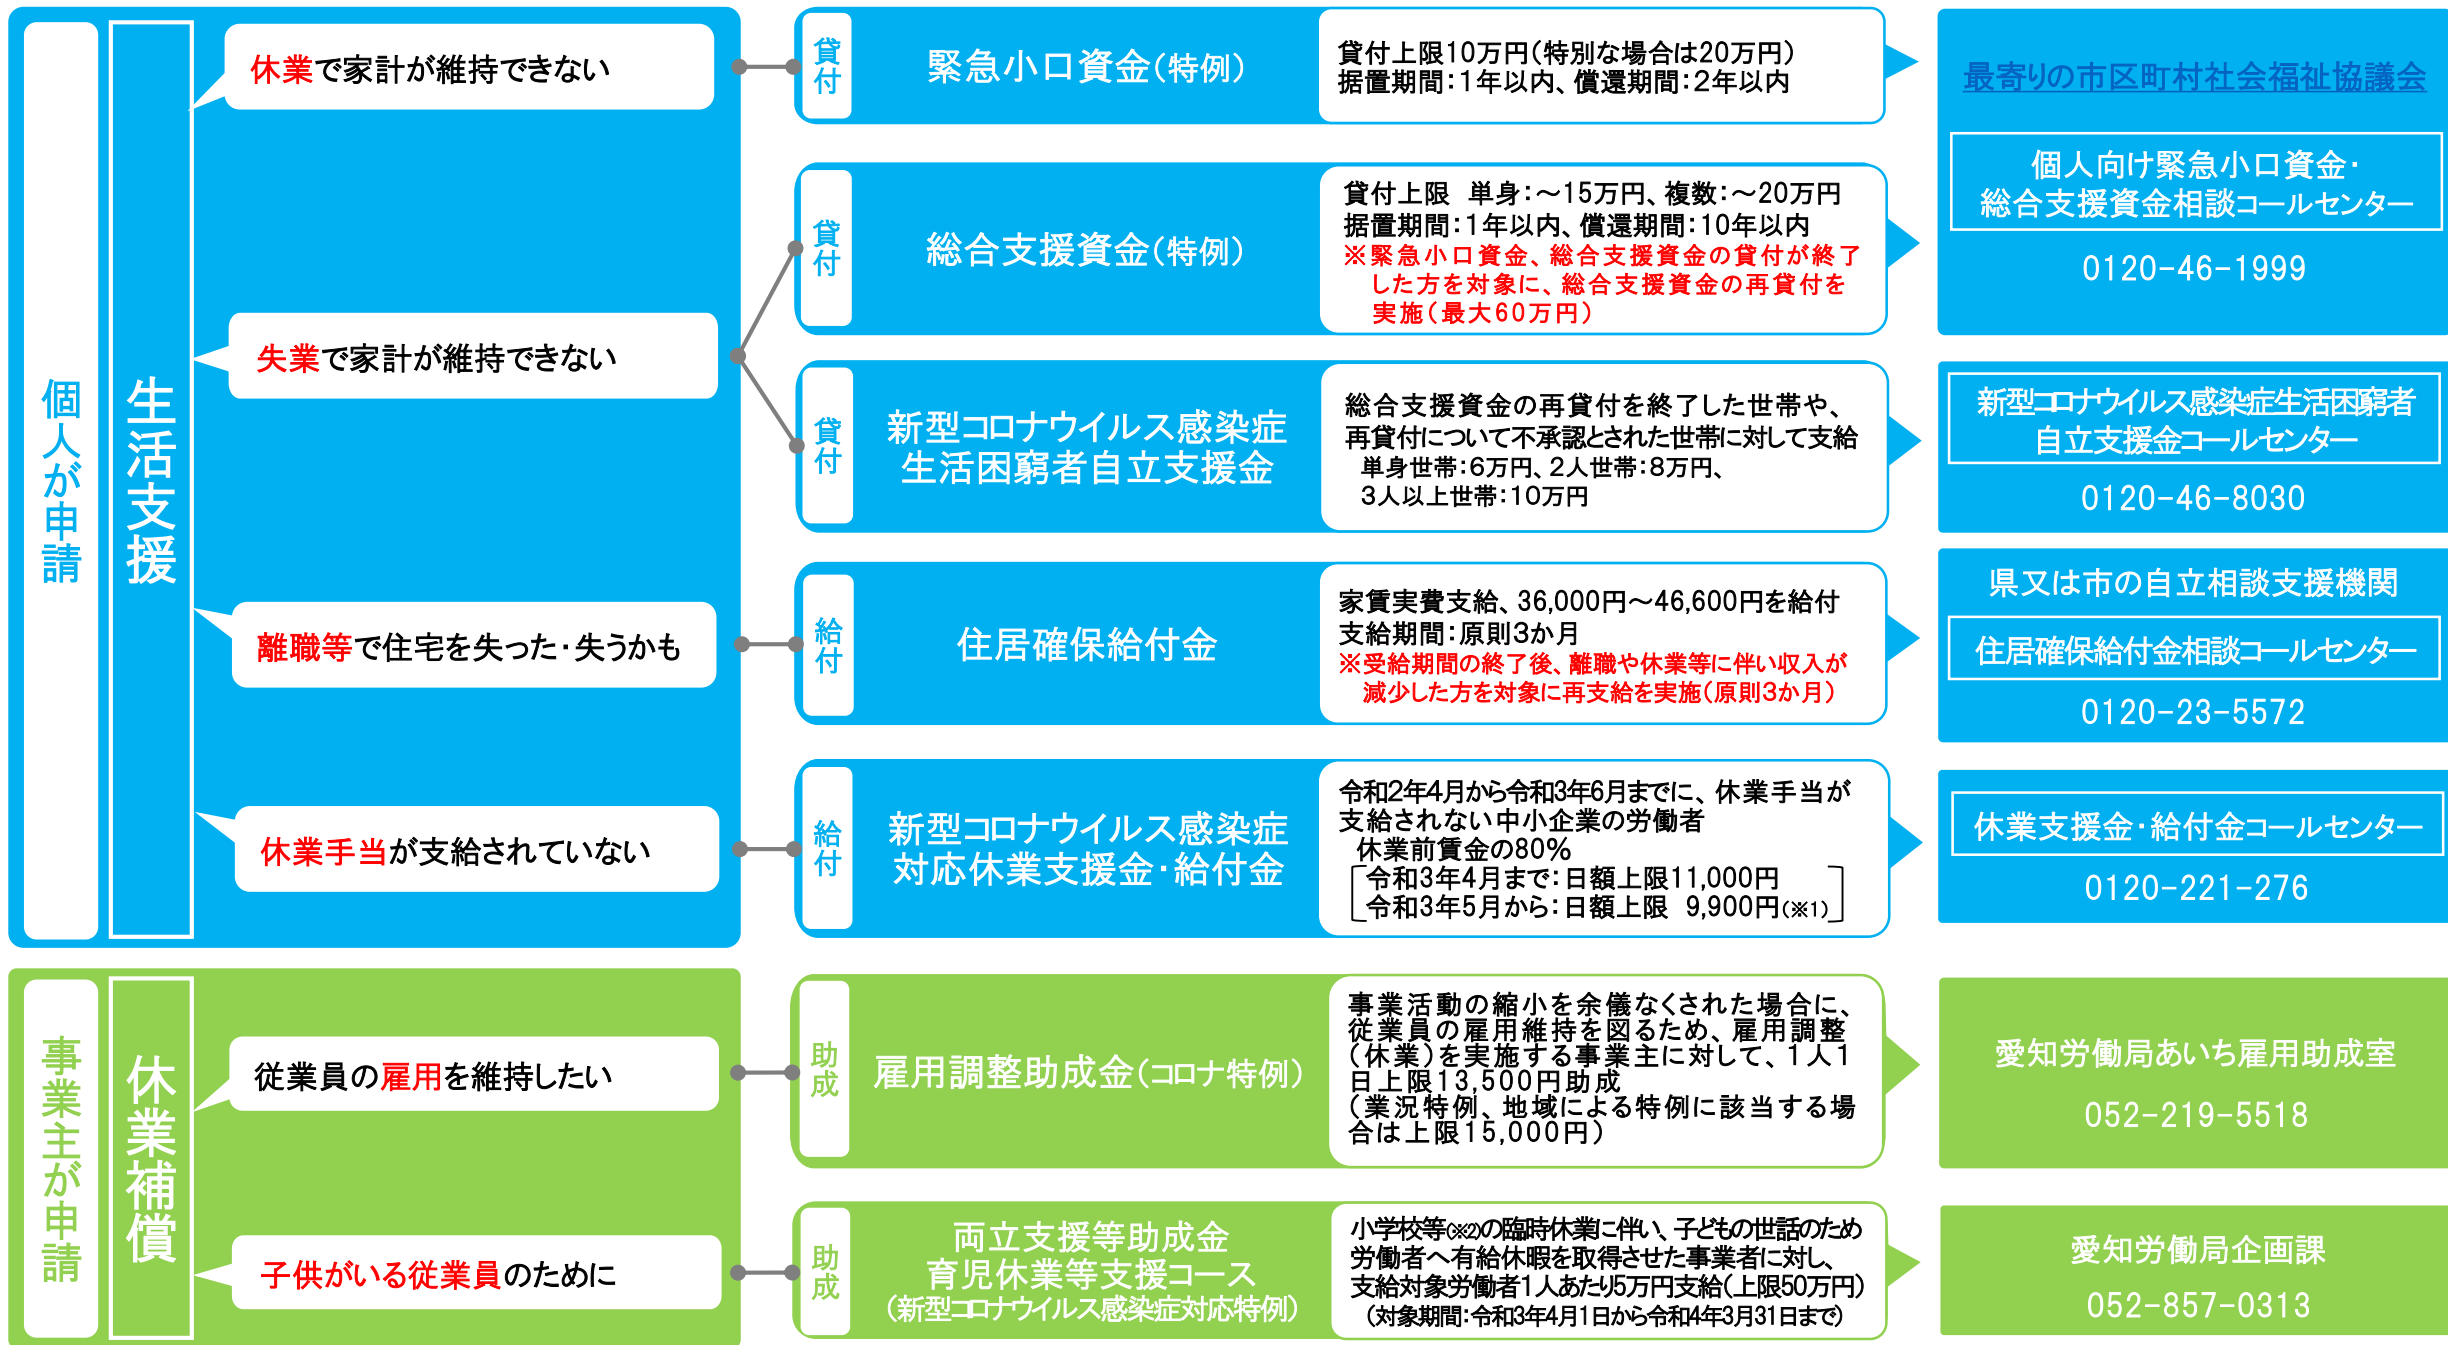 個人が申請
生活支援
休業で家計が維持できない
貸付
緊急小口資金(特例)
貸付上限10万円(特別な場合は20万円)
据置期間:1年以内、償還期間:2年以内
最寄りの市区町村社会福祉協議会
個人向け緊急小口資金・
総合支援資金相談コールセンター
0120-46-1999
失業で家計が維持できない
貸付
総合支援資金(特例)
貸付上限 単身:～15万円、複数:～20万円
据置期間:1年以内、償還期間:10年以内
※緊急小口資金、総合支援資金の貸付が終了
した方を対象に、総合支援資金の再貸付を
実施(最大60万円)
貸付
新型コロナウイルス感染症
生活困窮者自立支援金
総合支援資金の再貸付を終了した世帯や、
再貸付について不承認とされた世帯に対して支給
単身世帯:6万円、2人世帯:8万円、
3人以上世帯:10万円
新型コロナウイルス感染症生活困窮者
自立支援金コールセンター
0120-46-8030
離職等で住宅を失った・失うかも
給付
住居確保給付金
家賃実費支給、36,000円～46,600円を給付
支給期間:原則3か月
※受給期間の終了後、離職や休業等に伴い収入が
減少した方を対象に再支給を実施(原則3か月)
県又は市の自立相談支援機関
住居確保給付金相談コールセンター
0120-23-5572
休業手当が支給されていない
給付
新型コロナウイルス感染症
対応休業支援金・給付金
令和2年4月から令和3年6月までに、休業手当が
支給されない中小企業の労働者
休業前賃金の80%
令和3年4月まで:日額上限11,000円
令和3年5月から:日額上限 9,900円(※1)
休業支援金・給付金コールセンター
0120-221-276
事業主が申請
休業補償
従業員の雇用を維持したい
助成
雇用調整助成金(コロナ特例)
事業活動の縮小を余儀なくされた場合に、
従業員の雇用維持を図るため、雇用調整
(休業)を実施する事業主に対して、1人1
日上限13,500円助成
(業況特例、地域による特例に該当する場
合は上限15,000円)
愛知労働局あいち雇用助成室
052-219-5518
子供がいる従業員のために
助成
両立支援等助成金
育児休業等支援コース
(新型コロナウイルス感染症対応特例)
小学校等(※2)の臨時休業に伴い、子どもの世話のため
労働者へ有給休暇を取得させた事業者に対し、
支給対象労働者1人あたり5万円支給(上限50万円)
(対象期間:令和3年4月1日から令和4年3月31日まで)
愛知労働局企画課
052-857-0313